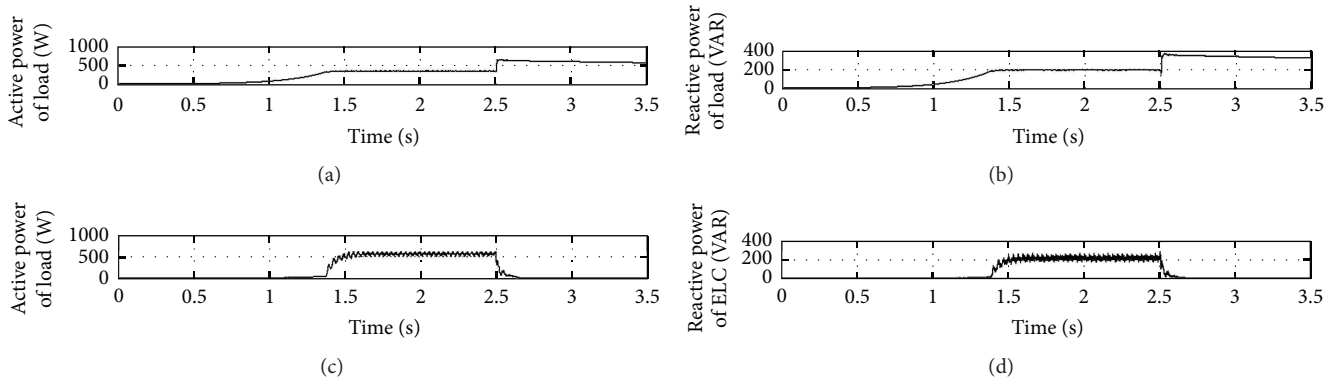 Active power
of load (W)
1000
500
0
0 0.5 1 1.5 2 2.5 3 3.5
Time (s)
(a)
Reactive power
of load (VAR)
400
200
0
0 0.5 1 1.5 2 2.5 3 3.5
Time (s)
(b)
Active power
of load (W)
1000
500
0
0 0.5 1 1.5 2 2.5 3 3.5
Time (s)
(c)
Reactive power
of ELC (VAR)
400
200
0
0 0.5 1 1.5 2 2.5 3 3.5
Time (s)
(d)